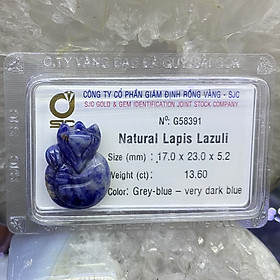 CÔNG TY CỔ PHẦN GIÁM ĐỊNH RỒNG VÀNG - SJC
SJC GOLD & GEM IDENTIFICATION JOINT STOCK COMPANY
SJC
Nº: G58391
Natural Lapis Lazuli
Size (mm) : 17.0 x 23.0 x 5.2
Weight (ct) : 13.60
Color: Grey-blue – very dark blue